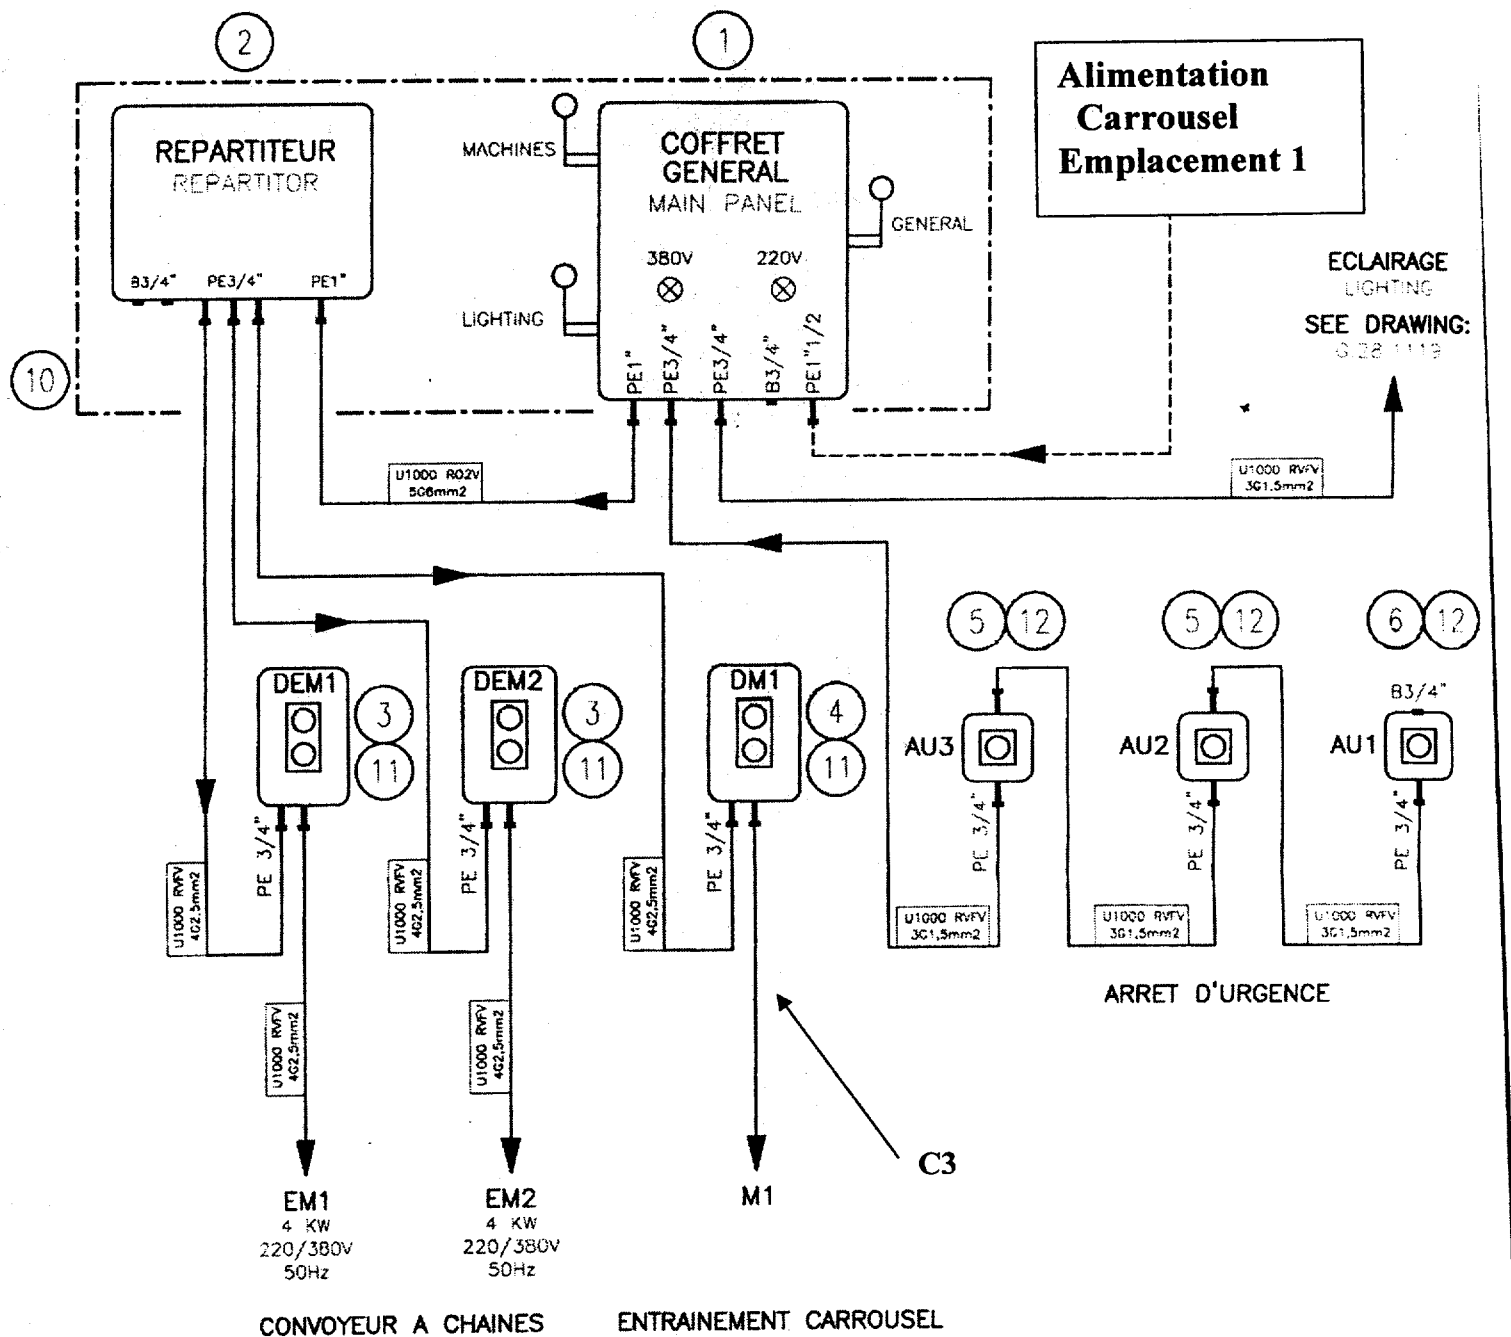 2
1
Alimentation
Carrousel
Emplacement 1
REPARTITEUR
REPARTITOR
B3/4"
PE3/4"
PE1"
MACHINES
COFFRET
GENERAL
MAIN PANEL
GENERAL
380V
220V
LIGHTING
PE1"
PE3/4"
PE3/4"
B3/4"
PE1"1/2
ECLAIRAGE
LIGHTING
SEE DRAWING:
G.28.1119
10
U1000 RO2V
5G6mm2
U1000 RVFV
3G1,5mm2
5
12
5
12
6
12
DEM1
3
11
DEM2
3
11
DM1
4
11
AU3
AU2
B3/4"
AU1
PE 3/4"
PE 3/4"
PE 3/4"
PE 3/4"
PE 3/4"
PE 3/4"
U1000 RVFV
4G2,5mm2
U1000 RVFV
4G2,5mm2
U1000 RVFV
4G2,5mm2
U1000 RVFV
3G1,5mm2
U1000 RVFV
3G1,5mm2
U1000 RVFV
3G1,5mm2
ARRET D'URGENCE
U1000 RVFV
4G2,5mm2
U1000 RVFV
4G2,5mm2
C3
EM1
4 KW
220/380V
50Hz
EM2
4 KW
220/380V
50Hz
M1
CONVOYEUR A CHAINES
ENTRAINEMENT CARROUSEL